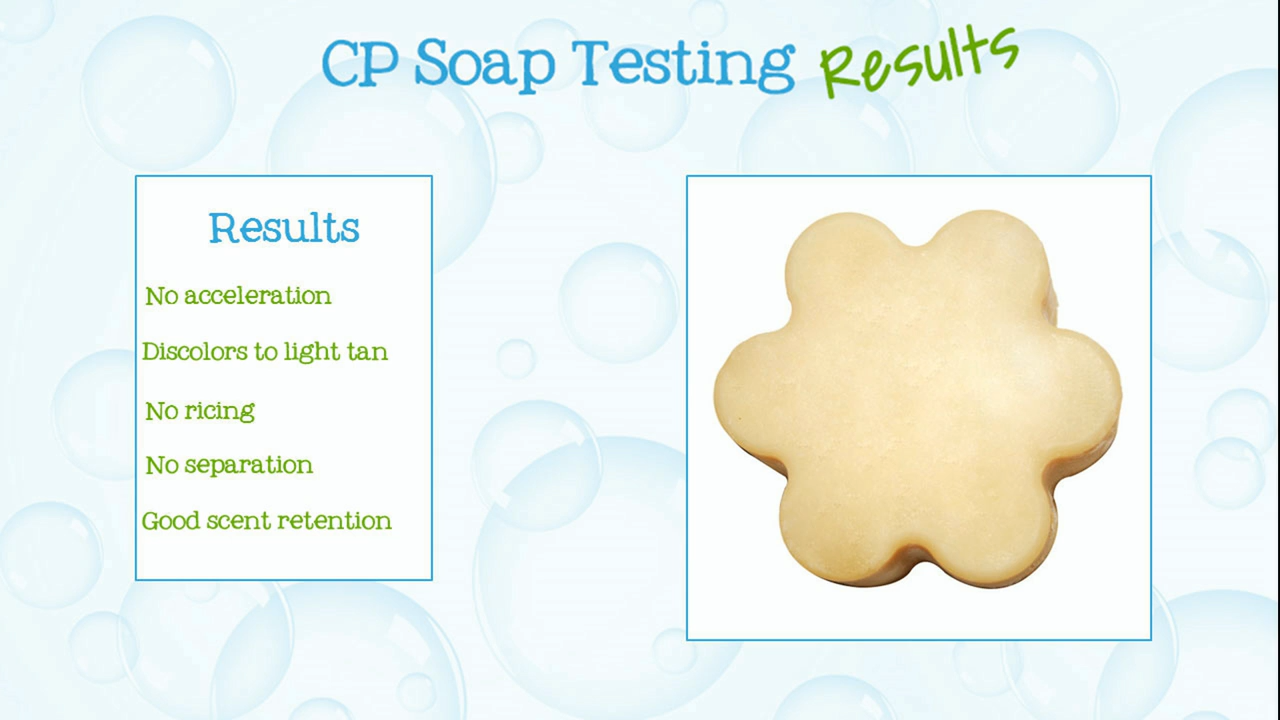 CP Soap Testing Results
Results
No acceleration
Discolors to light tan
No ricing
No separation
Good scent retention